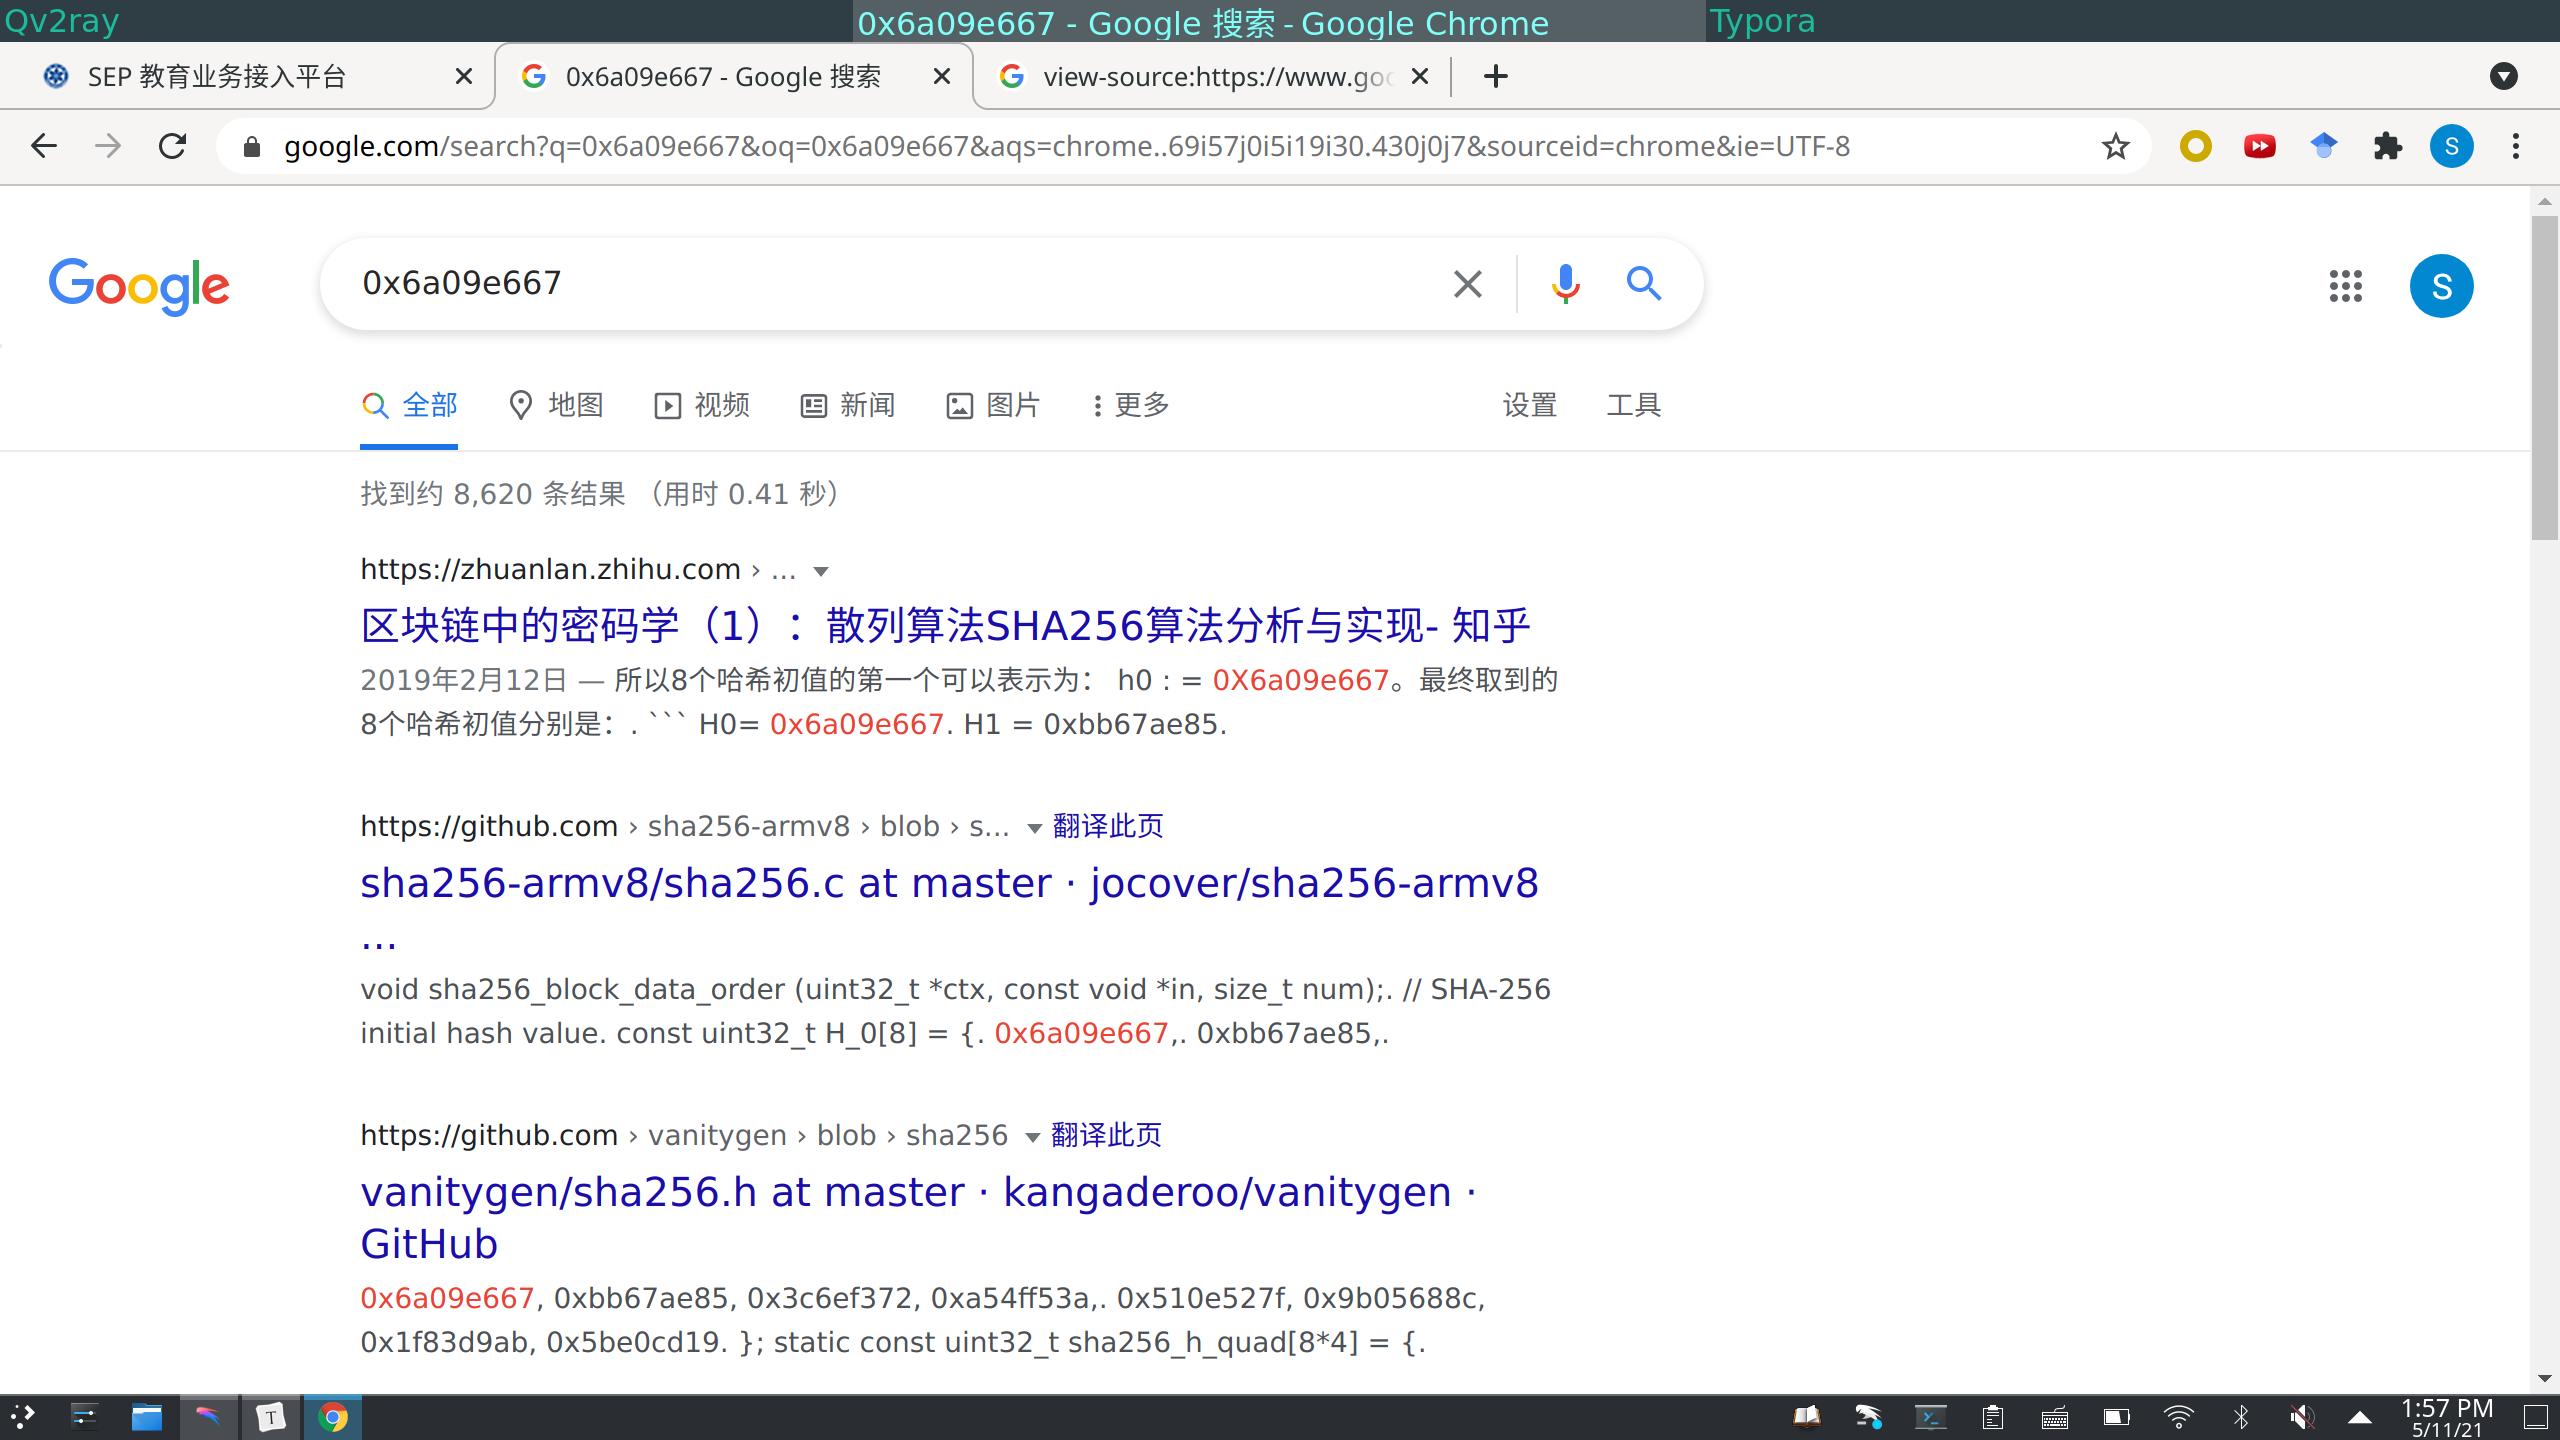 Qv2ray
0x6a09e667 - Google 搜索 - Google Chrome
Typora
SEP 教育业务接入平台
0x6a09e667 - Google 搜索
view-source:https://www.goo
google.com/search?q=0x6a09e667&oq=0x6a09e667&aqs=chrome..69i57j0i5i19i30.430j0j7&sourceid=chrome&ie=UTF-8
S
Google
0x6a09e667
S
全部
地图
视频
新闻
图片
更多
设置
工具
找到约 8,620 条结果 （用时 0.41 秒）
https://zhuanlan.zhihu.com › ...
区块链中的密码学（1）：散列算法SHA256算法分析与实现- 知乎
2019年2月12日 — 所以8个哈希初值的第一个可以表示为： h0 : = 0X6a09e667。最终取到的
8个哈希初值分别是：. ``` H0= 0x6a09e667. H1 = 0xbb67ae85.
https://github.com › sha256-armv8 › blob › s... 翻译此页
sha256-armv8/sha256.c at master · jocover/sha256-armv8
...
void sha256_block_data_order (uint32_t *ctx, const void *in, size_t num);. // SHA-256
initial hash value. const uint32_t H_0[8] = {. 0x6a09e667,. 0xbb67ae85,.
https://github.com › vanitygen › blob › sha256 翻译此页
vanitygen/sha256.h at master · kangaderoo/vanitygen ·
GitHub
0x6a09e667, 0xbb67ae85, 0x3c6ef372, 0xa54ff53a,. 0x510e527f, 0x9b05688c,
0x1f83d9ab, 0x5be0cd19. }; static const uint32_t sha256_h_quad[8*4] = {.
T
1:57 PM
5/11/21